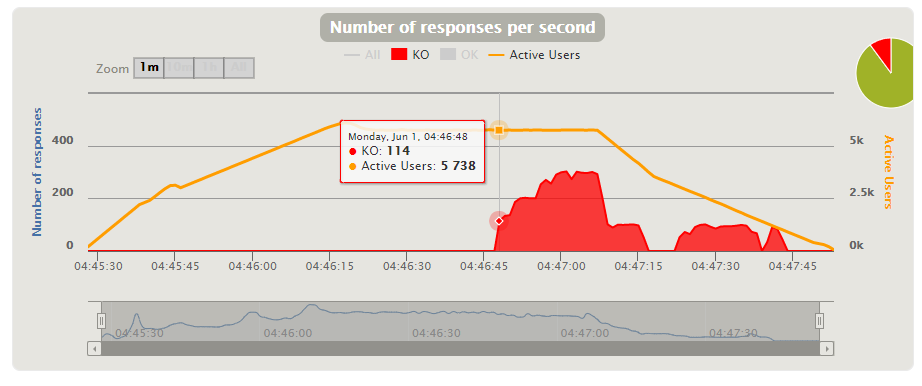 Number of responses per second
All KO OK Active Users
Zoom 1m 10m 1h All
Number of responses
400
200
0
Monday, Jun 1, 04:46:48
KO: 114
Active Users: 5 738
5k
2.5k
0k
Active Users
04:45:30 04:45:45 04:46:00 04:46:15 04:46:30 04:46:45 04:47:00 04:47:15 04:47:30 04:47:45
04:45:30 04:46:00 04:46:30 04:47:00 04:47:30